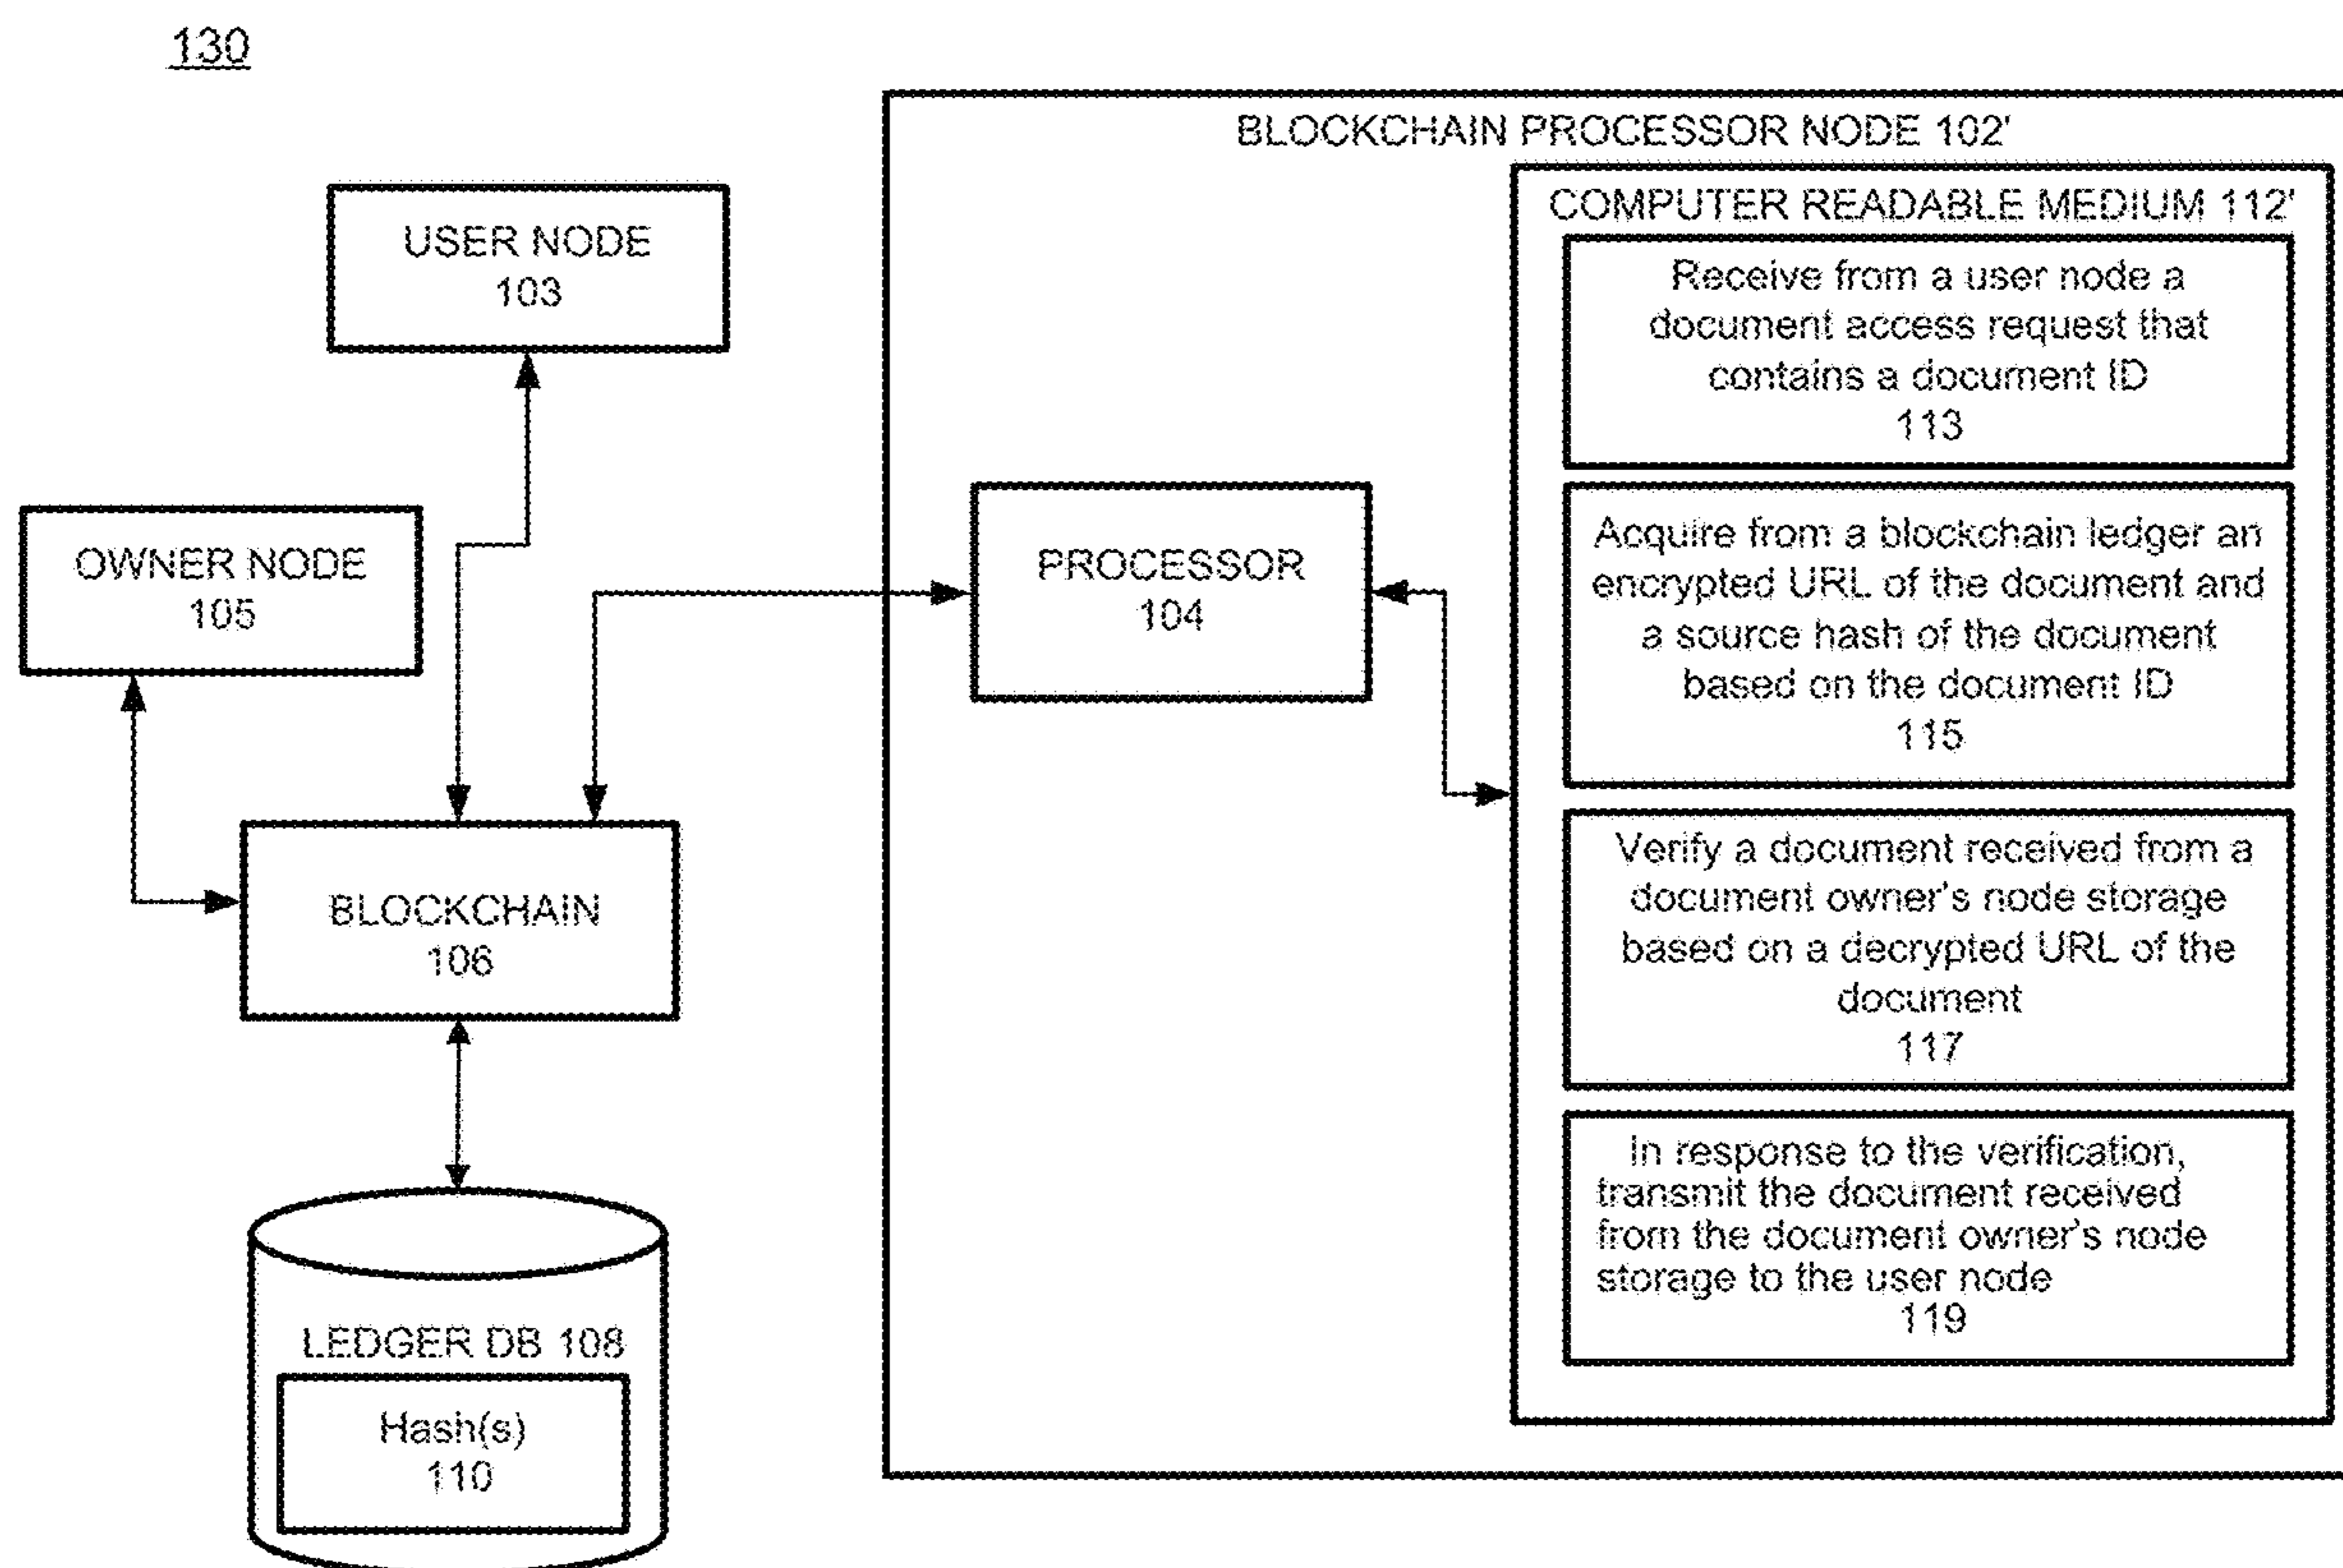 130
USER NODE
103
OWNER NODE
105
BLOCKCHAIN
106
LEDGER DB 108
Hash(s)
110
BLOCKCHAIN PROCESSOR NODE 102'
PROCESSOR
104
COMPUTER READABLE MEDIUM 112'
Receive from a user node a
document access request that
contains a document ID
113
Acquire from a blockchain ledger an
encrypted URL of the document and
a source hash of the document
based on the document ID
115
Verify a document received from a
document owner's node storage
based on a decrypted URL of the
document
117
In response to the verification,
transmit the document received
from the document owner's node
storage to the user node
119